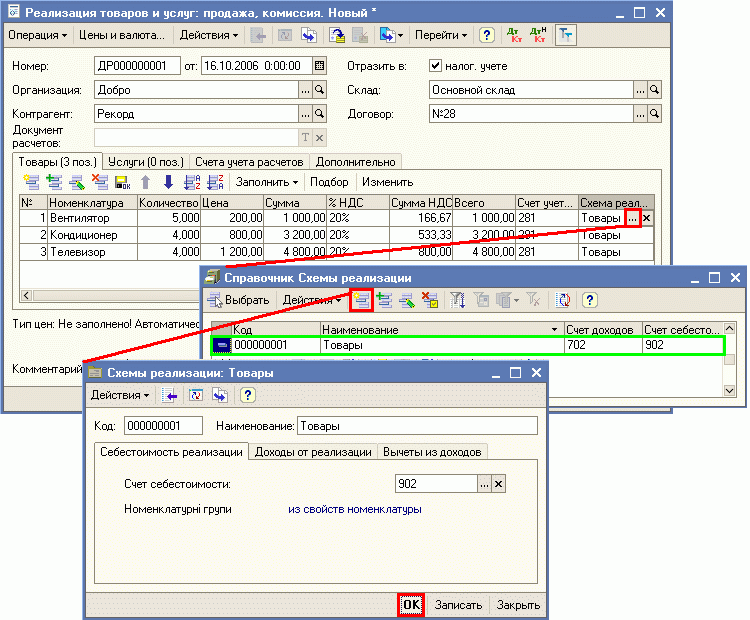 Реализация товаров и услуг: продажа, комиссия. Новый *
Операция Цены и валюта... Действия Перейти
Номер: ДР000000001 от: 16.10.2006 0:00:00 Отразить в: налог. учете
Организация: Добро Склад: Основной склад
Контрагент: Рекорд Договор: №28
Документ
расчетов:
Товары (3 поз.) Услуги (0 поз.) Счета учета расчетов Дополнительно
Заполнить Подбор Изменить
№ Номенклатура Количество Цена Сумма % НДС Сумма НДС Всего Счет учет... Схема реал...
1 Вентилятор 5,000 200,00 1 000,00 20% 166,67 1 000,00 281 Товары
2 Кондиционер 4,000 800,00 3 200,00 20% 533,33 3 200,00 281 Товары
3 Телевизор 4,000 1 200,00 4 800,00 20% 800,00 4 800,00 281 Товары
Тип цен: Не заполнено! Автоматичес
Комментарий
Справочник Схемы реализации
Выбрать Действия
Код Наименование Счет доходов Счет себесто...
000000001 Товары 702 902
Схемы реализации: Товары
Действия
Код: 000000001 Наименование: Товары
Себестоимость реализации Доходы от реализации Вычеты из доходов
Счет себестоимости: 902
Номенклатурні групи из свойств номенклатуры
OK Записать Закрыть